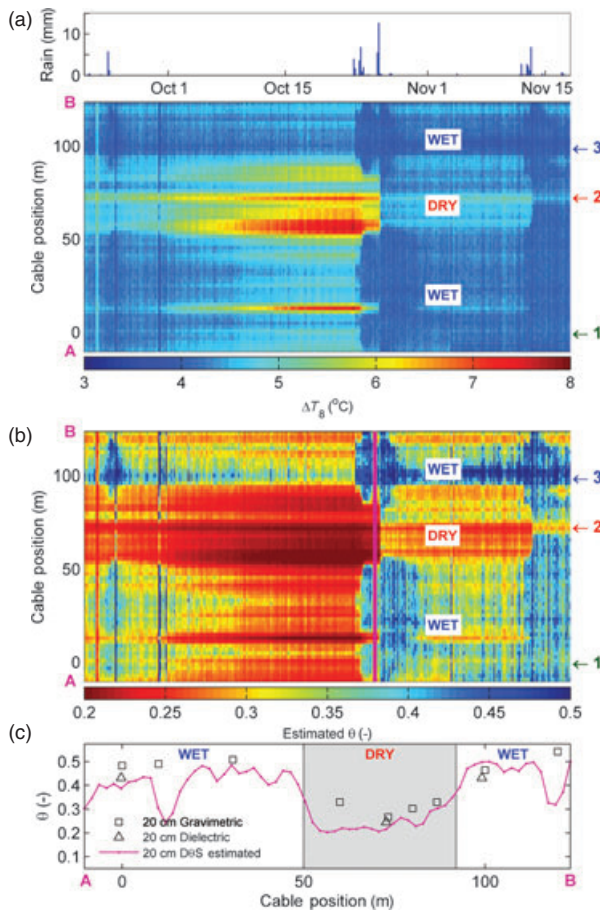 (a)
Rain (mm)
15
10
5
0
Oct 1 Oct 15 Nov 1 Nov 15
B
Cable position (m)
100
50
0
A
WET
DRY
WET
← 3
← 2
← 1
3 4 5 6 7 8
ΔT8 (°C)
(b)
B
Cable position (m)
100
50
0
A
WET
DRY
WET
← 3
← 2
← 1
0.2 0.25 0.3 0.35 0.4 0.45 0.5
Estimated θ (-)
(c)
θ (-)
0.5
0.4
0.3
0.2
0.1
WET DRY WET
20 cm Gravimetric
20 cm Dielectric
20 cm DθS estimated
A 0 50 100 B
Cable position (m)